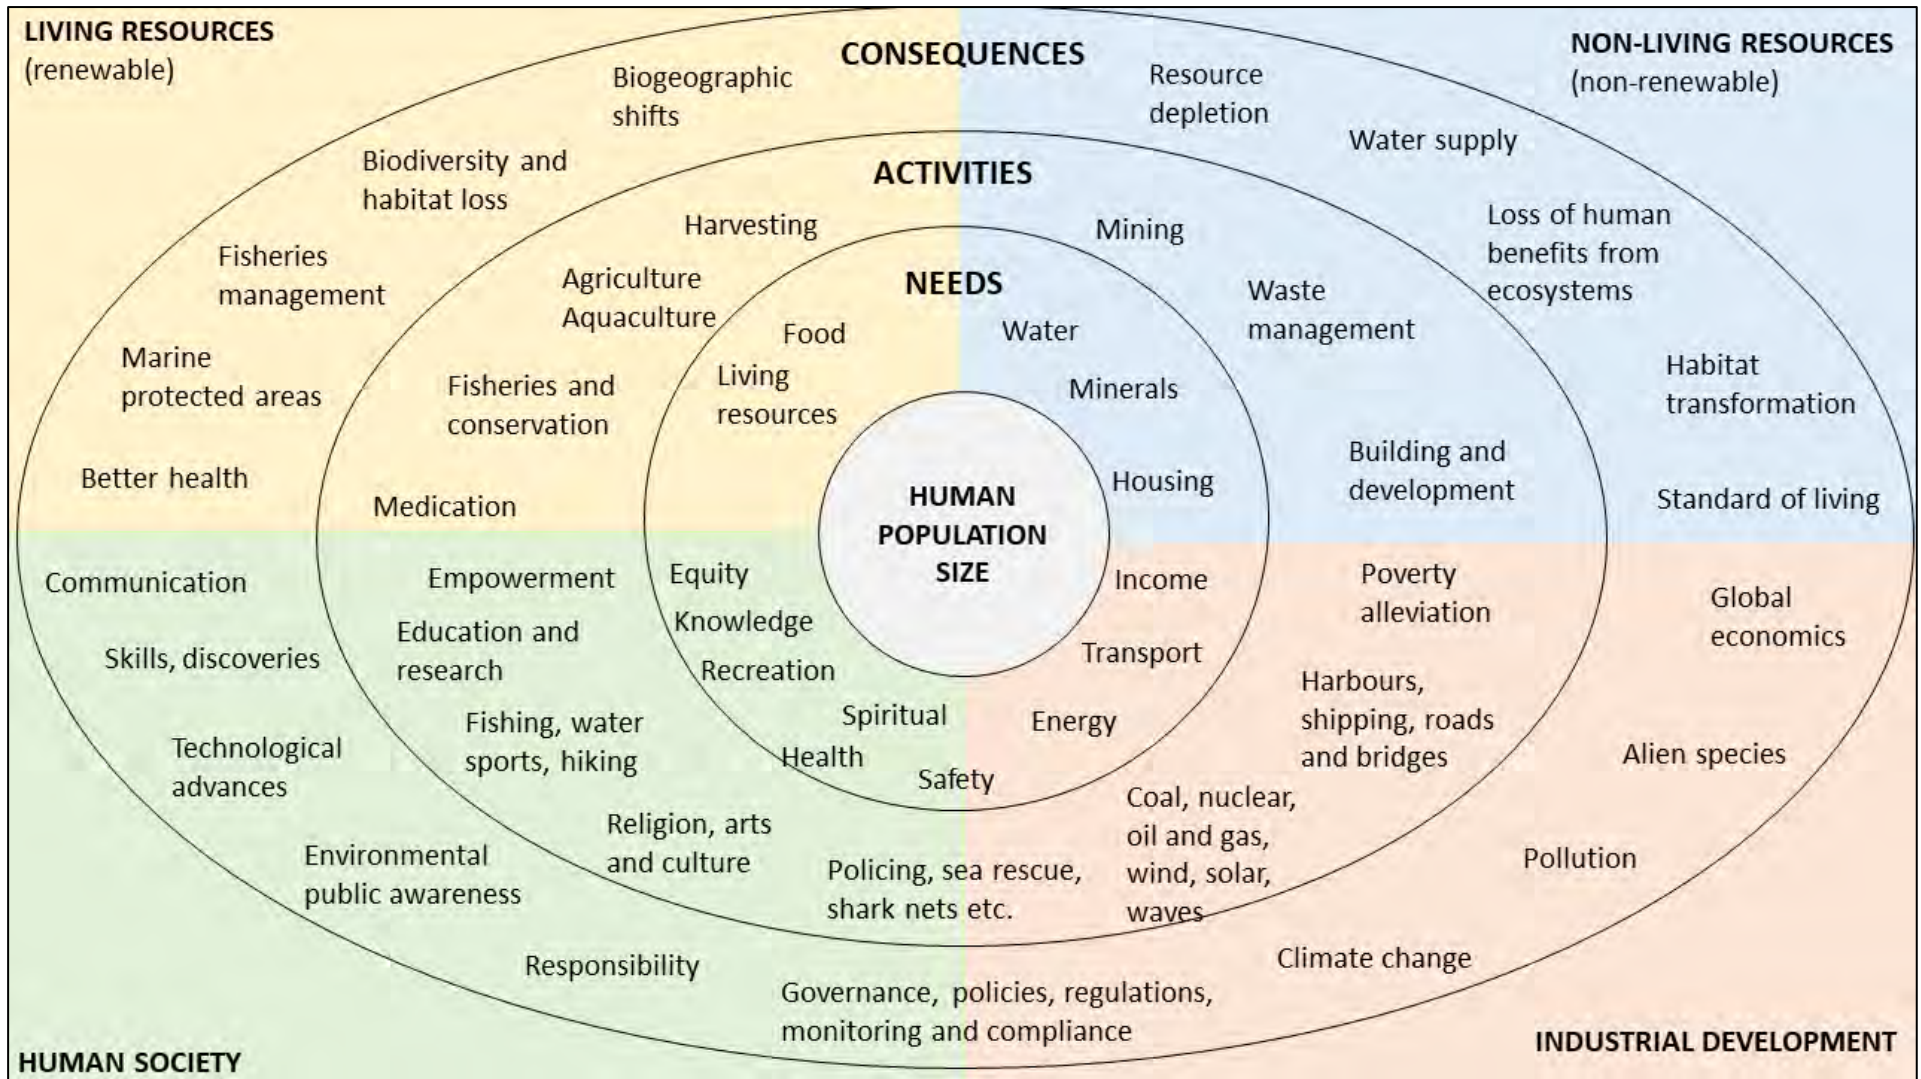 LIVING RESOURCES
(renewable)
CONSEQUENCES
NON-LIVING RESOURCES
(non-renewable)
Biogeographic
shifts
Resource
depletion
Water supply
Biodiversity and
habitat loss
ACTIVITIES
Harvesting
Mining
Loss of human
benefits from
ecosystems
Fisheries
management
Agriculture
Aquaculture
NEEDS
Waste
management
Food
Water
Marine
protected areas
Fisheries and
conservation
Living
resources
Minerals
Habitat
transformation
Better health
Medication
HUMAN
POPULATION
SIZE
Housing
Building and
development
Standard of living
Communication
Empowerment
Equity
Income
Poverty
alleviation
Global
economics
Skills, discoveries
Education and
research
Knowledge
Recreation
Transport
Harbours,
shipping, roads
and bridges
Technological
advances
Fishing, water
sports, hiking
Spiritual
Health
Safety
Energy
Alien species
Environmental
public awareness
Religion, arts
and culture
Policing, sea rescue,
shark nets etc.
Coal, nuclear,
oil and gas,
wind, solar,
waves
Pollution
Responsibility
Governance, policies, regulations,
monitoring and compliance
Climate change
HUMAN SOCIETY
INDUSTRIAL DEVELOPMENT